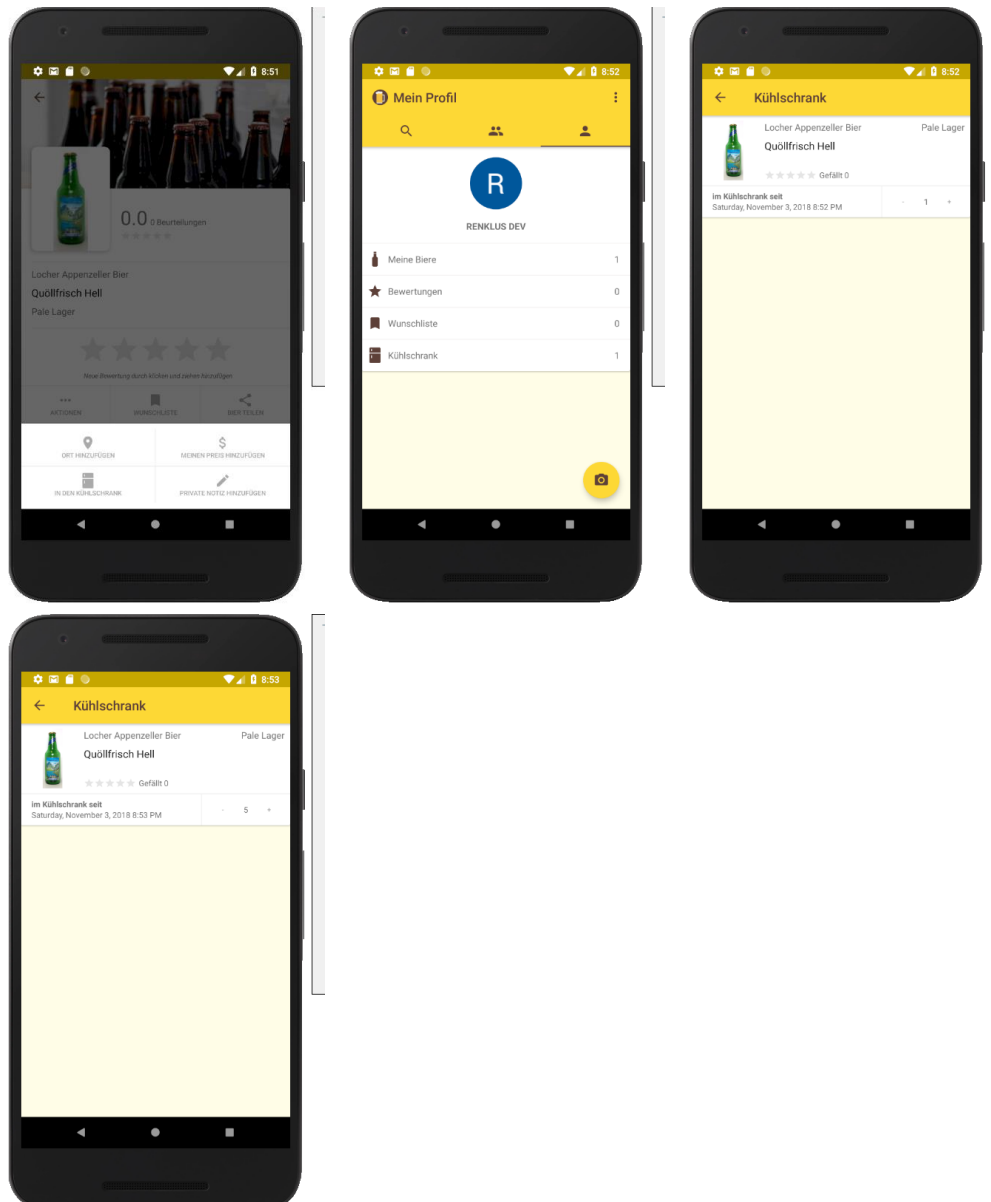 8:51
0.0 0 Beurteilungen
Locher Appenzeller Bier
Quöllfrisch Hell
Pale Lager
Neue Bewertung durch klicken und ziehen hinzufügen
AKTIONEN WUNSCHLISTE BIER TEILEN
ORT HINZUFÜGEN MEINEN PREIS HINZUFÜGEN
IN DEN KÜHLSCHRANK PRIVATE NOTIZ HINZUFÜGEN
8:52
Mein Profil
R
RENKLUS DEV
Meine Biere 1
Bewertungen 0
Wunschliste 0
Kühlschrank 1
8:52
Kühlschrank
Locher Appenzeller Bier Pale Lager
Quöllfrisch Hell
Gefällt 0
im Kühlschrank seit
Saturday, November 3, 2018 8:52 PM - 1 +
8:53
Kühlschrank
Locher Appenzeller Bier Pale Lager
Quöllfrisch Hell
Gefällt 0
im Kühlschrank seit
Saturday, November 3, 2018 8:53 PM - 5 +